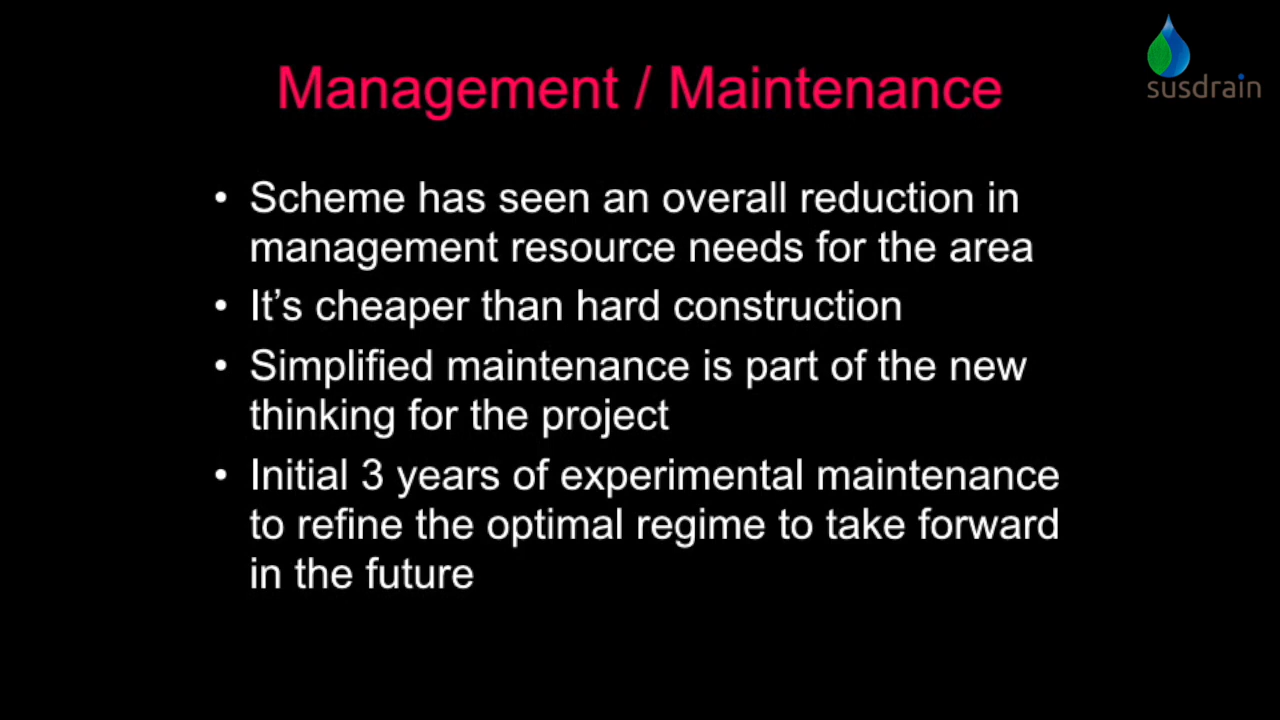 susdrain
Management / Maintenance
• Scheme has seen an overall reduction in
management resource needs for the area
• It’s cheaper than hard construction
• Simplified maintenance is part of the new
thinking for the project
• Initial 3 years of experimental maintenance
to refine the optimal regime to take forward
in the future